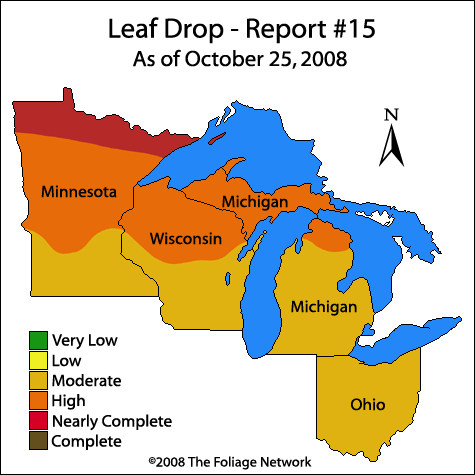 Leaf Drop - Report #15
As of October 25, 2008
N
Minnesota
Michigan
Wisconsin
Michigan
Ohio
Very Low
Low
Moderate
High
Nearly Complete
Complete
©2008 The Foliage Network